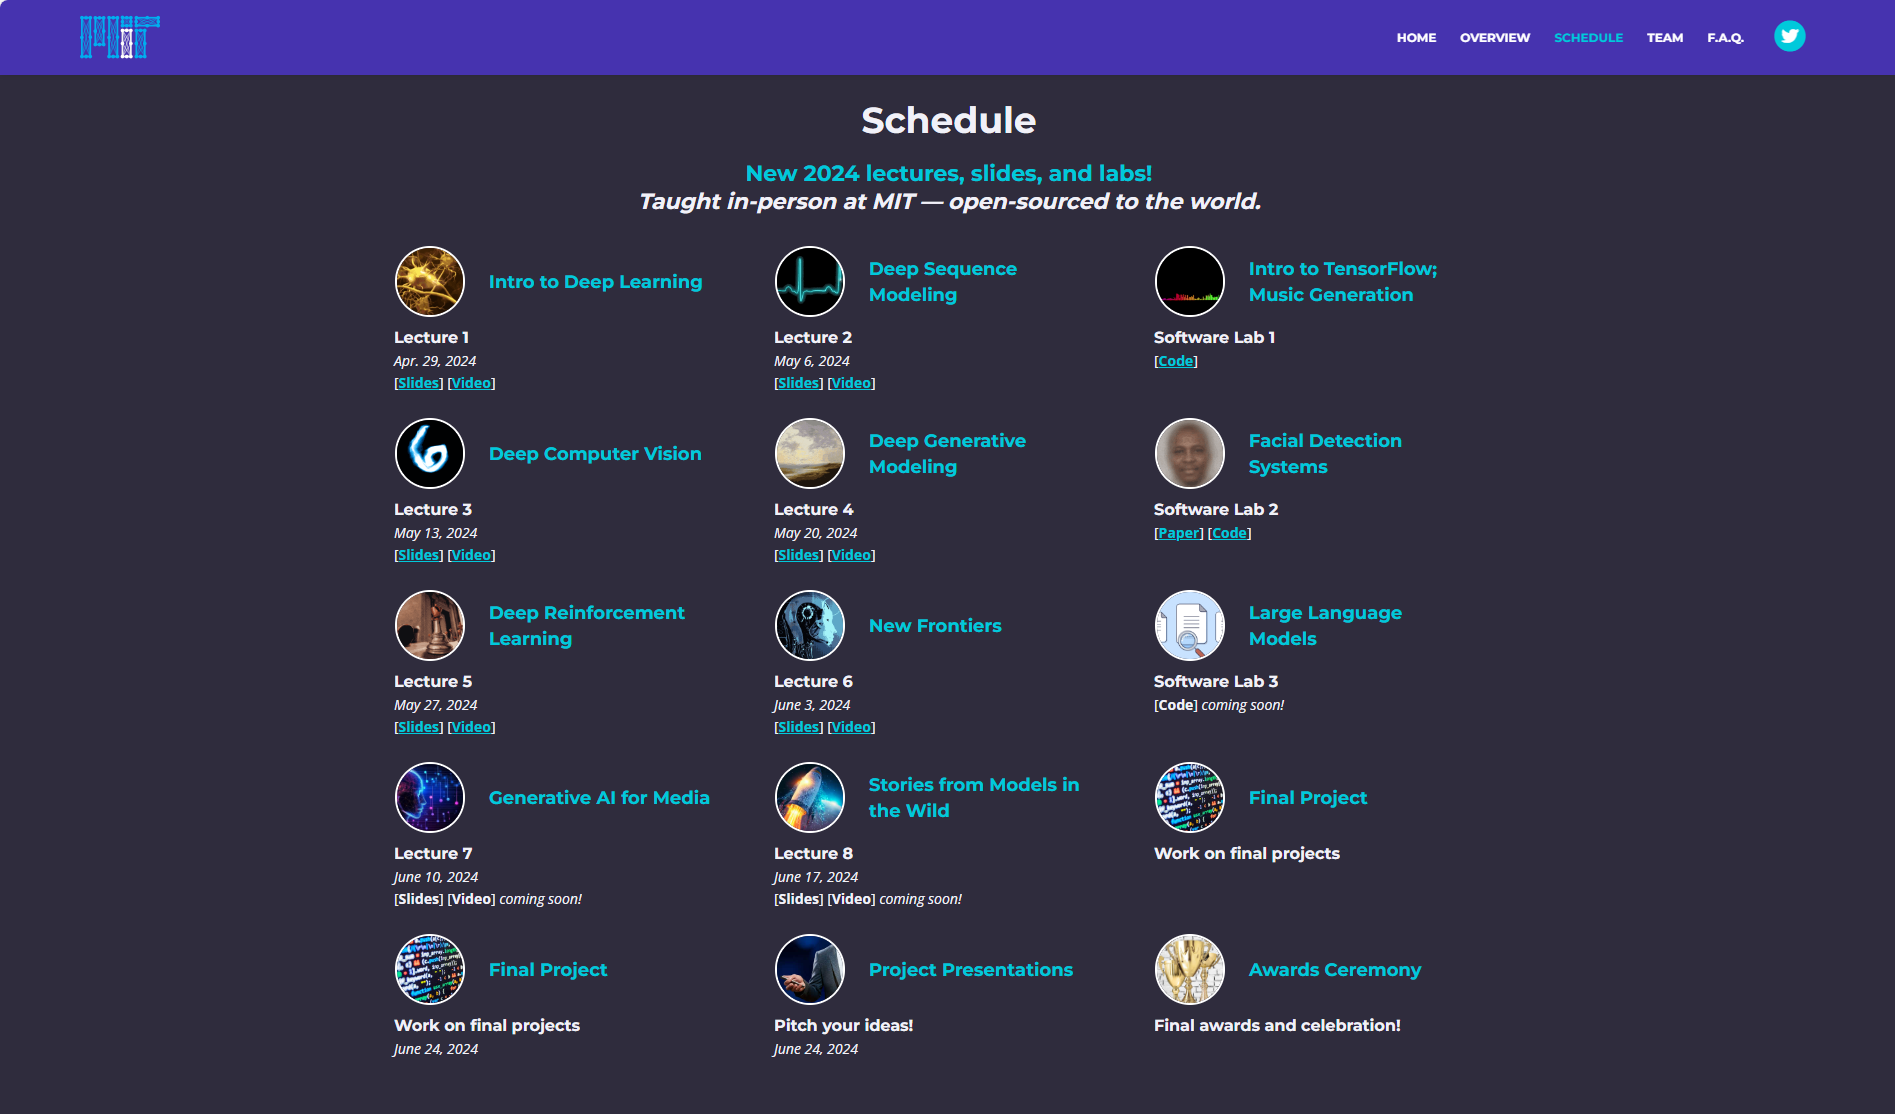 MIT
HOME OVERVIEW SCHEDULE TEAM F.A.Q.
Schedule
New 2024 lectures, slides, and labs!
Taught in-person at MIT — open-sourced to the world.
Intro to Deep Learning
Lecture 1
Apr. 29, 2024
[Slides] [Video]
Deep Sequence
Modeling
Lecture 2
May 6, 2024
[Slides] [Video]
Intro to TensorFlow;
Music Generation
Software Lab 1
[Code]
Deep Computer Vision
Lecture 3
May 13, 2024
[Slides] [Video]
Deep Generative
Modeling
Lecture 4
May 20, 2024
[Slides] [Video]
Facial Detection
Systems
Software Lab 2
[Paper] [Code]
Deep Reinforcement
Learning
Lecture 5
May 27, 2024
[Slides] [Video]
New Frontiers
Lecture 6
June 3, 2024
[Slides] [Video]
Large Language
Models
Software Lab 3
[Code] coming soon!
Generative AI for Media
Lecture 7
June 10, 2024
[Slides] [Video] coming soon!
Stories from Models in
the Wild
Lecture 8
June 17, 2024
[Slides] [Video] coming soon!
Final Project
Work on final projects
Final Project
Work on final projects
June 24, 2024
Project Presentations
Pitch your ideas!
June 24, 2024
Awards Ceremony
Final awards and celebration!